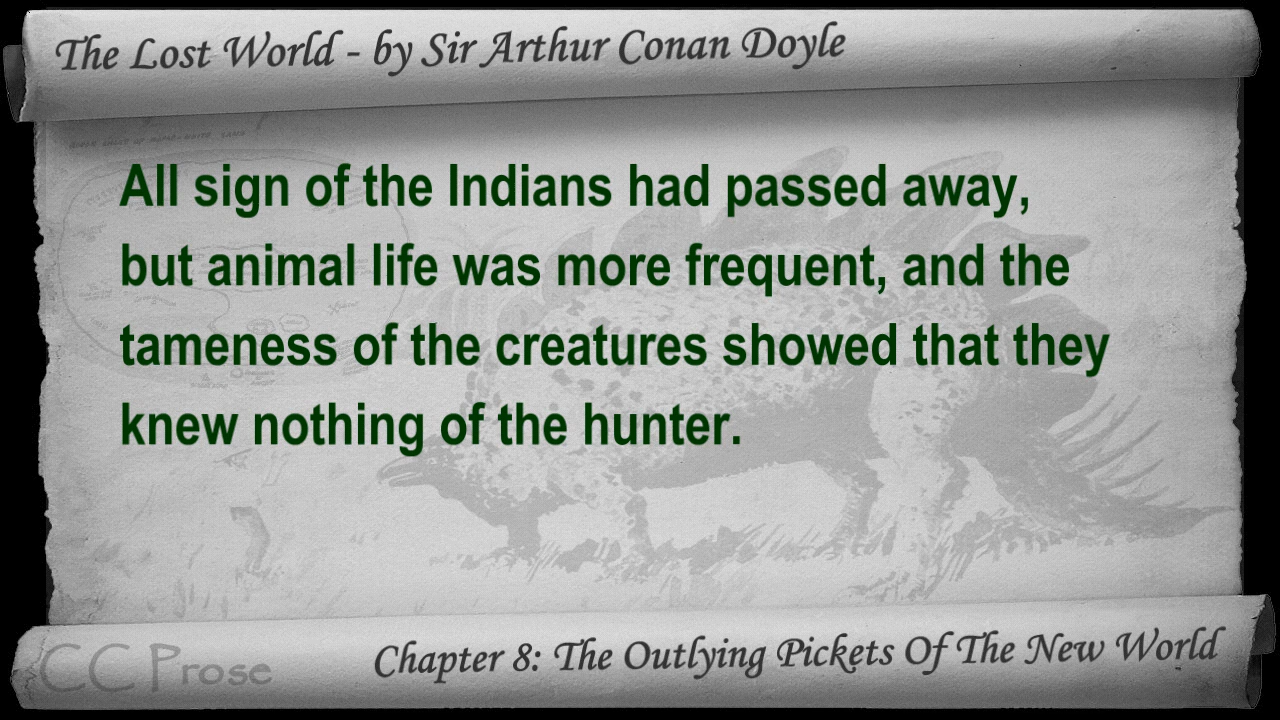 The Lost World - by Sir Arthur Conan Doyle
All sign of the Indians had passed away,
but animal life was more frequent, and the
tameness of the creatures showed that they
knew nothing of the hunter.
CC Prose
Chapter 8: The Outlying Pickets Of The New World